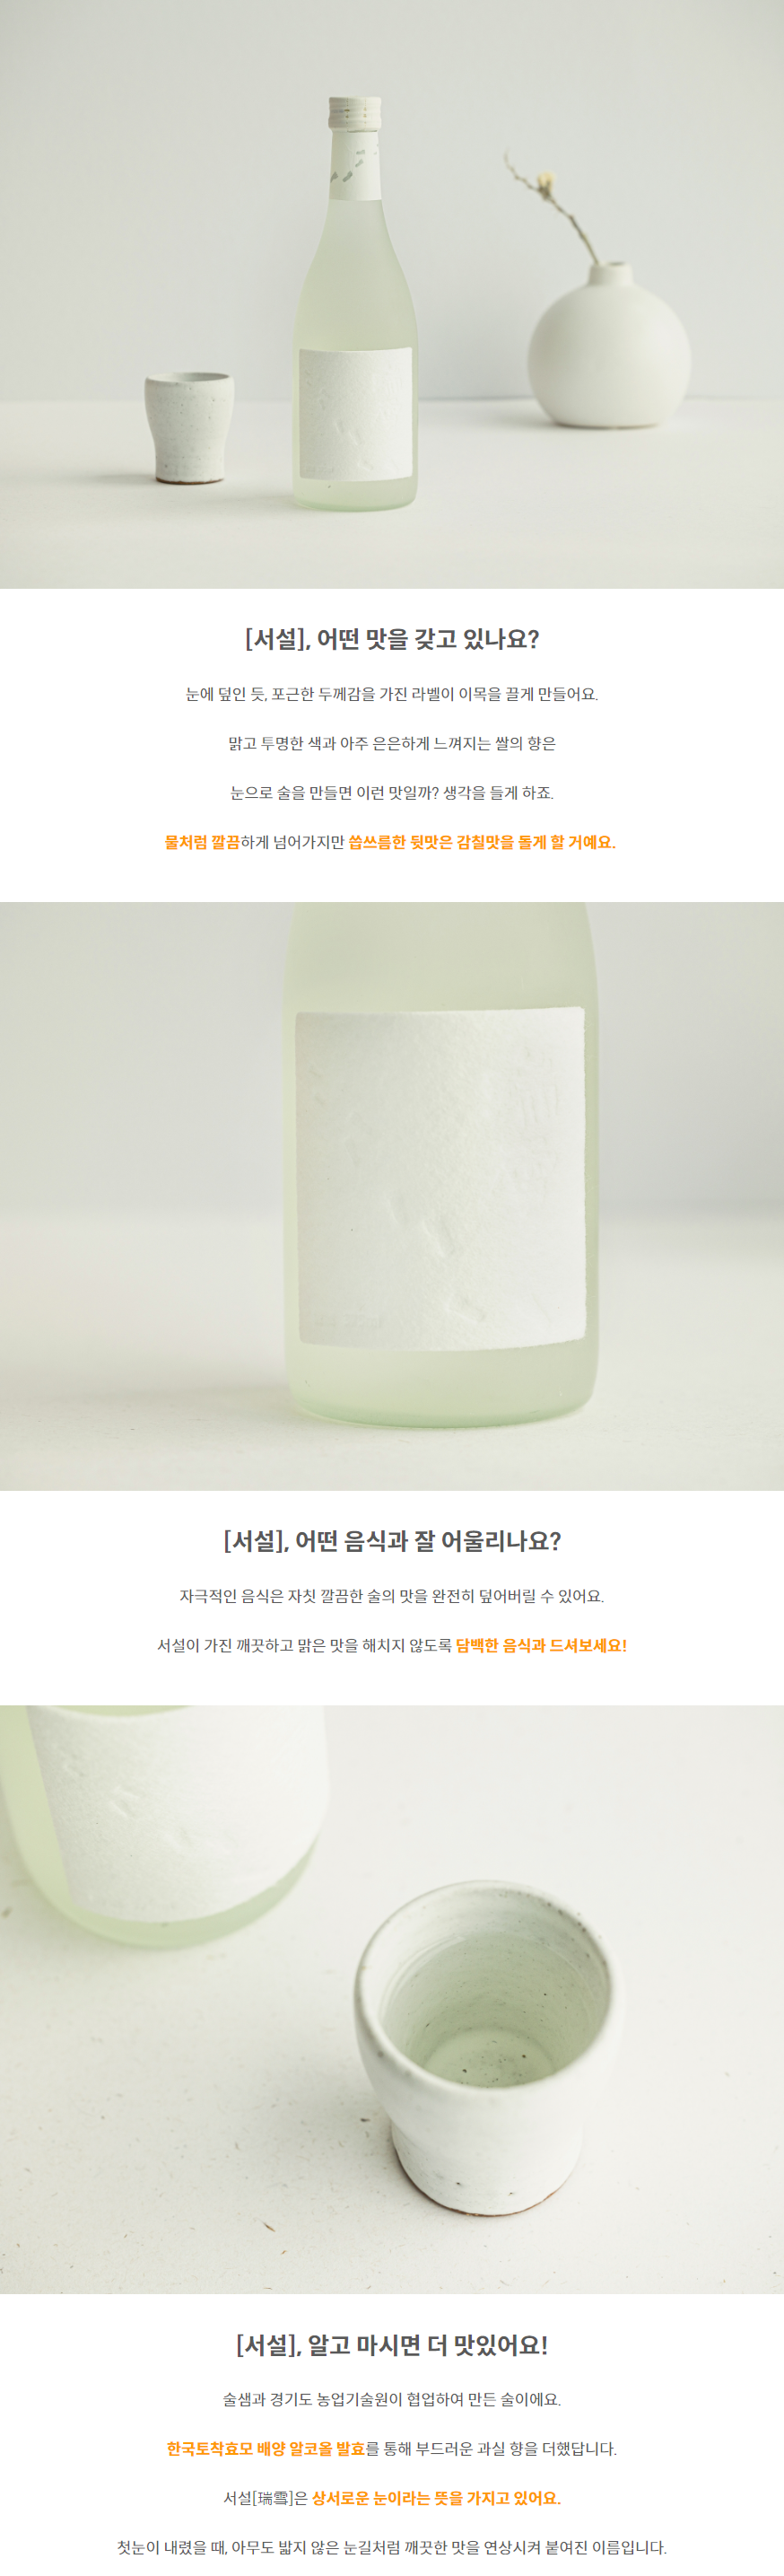 [서설], 어떤 맛을 갖고 있나요?
눈에 덮인 듯, 포근한 두께감을 가진 라벨이 이목을 끌게 만들어요.
맑고 투명한 색과 아주 은은하게 느껴지는 쌀의 향은
눈으로 술을 만들면 이런 맛일까? 생각을 들게 하죠.
물처럼 깔끔하게 넘어가지만 씁쓰름한 뒷맛은 감칠맛을 돌게 할 거예요.
[서설], 어떤 음식과 잘 어울리나요?
자극적인 음식은 자칫 깔끔한 술의 맛을 완전히 덮어버릴 수 있어요.
서설이 가진 깨끗하고 맑은 맛을 해치지 않도록 담백한 음식과 드셔보세요!
[서설], 알고 마시면 더 맛있어요!
술샘과 경기도 농업기술원이 협업하여 만든 술이에요.
한국토착효모 배양 알코올 발효를 통해 부드러운 과실 향을 더했답니다.
서설[瑞雪]은 상서로운 눈이라는 뜻을 가지고 있어요.
첫눈이 내렸을 때, 아무도 밟지 않은 눈길처럼 깨끗한 맛을 연상시켜 붙여진 이름입니다.